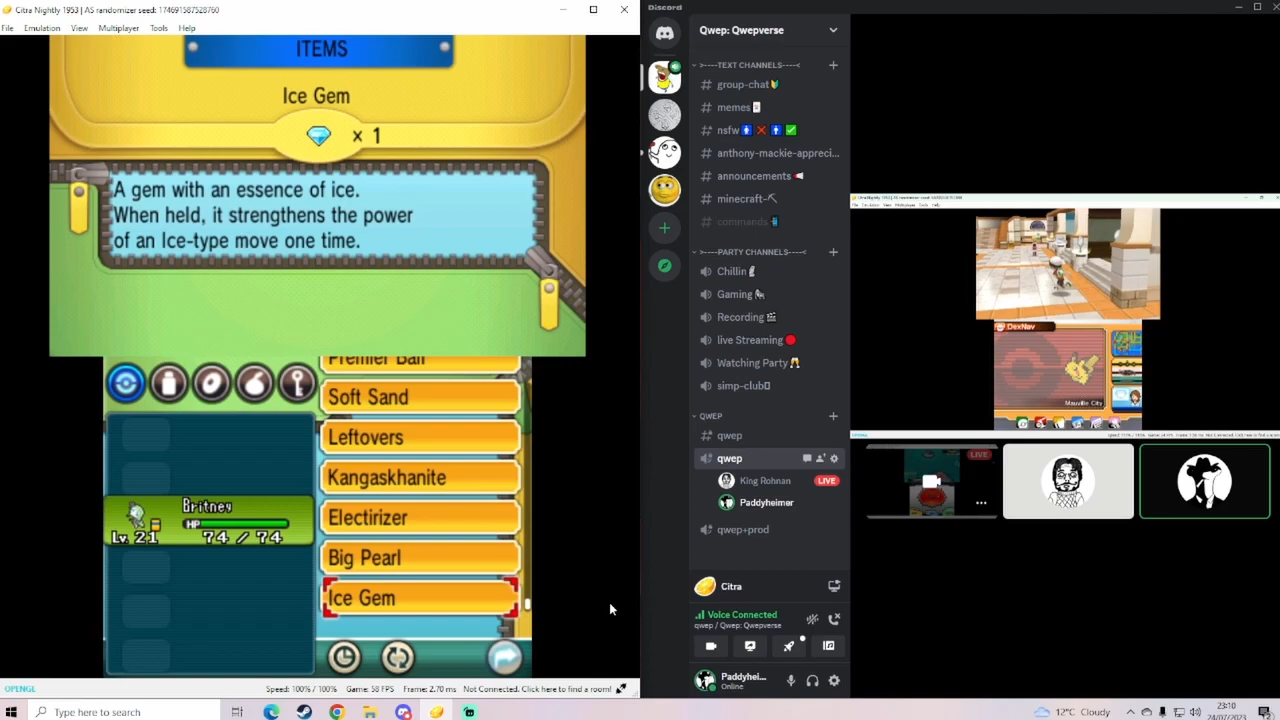 Citra Nightly 1953 | AS randomizer seed: 174691587528760
File Emulation View Multiplayer Tools Help
ITEMS
Ice Gem
× 1
A gem with an essence of ice.
When held, it strengthens the power
of an Ice-type move one time.
Premier Ball
Soft Sand
Leftovers
Kangaskhanite
Electirizer
Big Pearl
Ice Gem
Britney
HP
Lv. 21 74 / 74
OPENGL Speed: 100% / 100% Game: 58 FPS Frame: 2.70 ms Not Connected. Click here to find a room!
Discord
Qwep: Qwepverse
>----TEXT CHANNELS----<
group-chat
memes
nsfw
anthony-mackie-appreci...
announcements
minecraft-
commands
>----PARTY CHANNELS----<
Chillin
Gaming
Recording
live Streaming
Watching Party
simp-club
QWEP
qwep
qwep
King Rohnan LIVE
Paddyheimer
qwep+prod
Citra
Voice Connected
qwep / Qwep: Qwepverse
Paddyhei...
Online
DexNav
Mauville City
LIVE
Type here to search
12°C Cloudy
23:10
24/07/2023